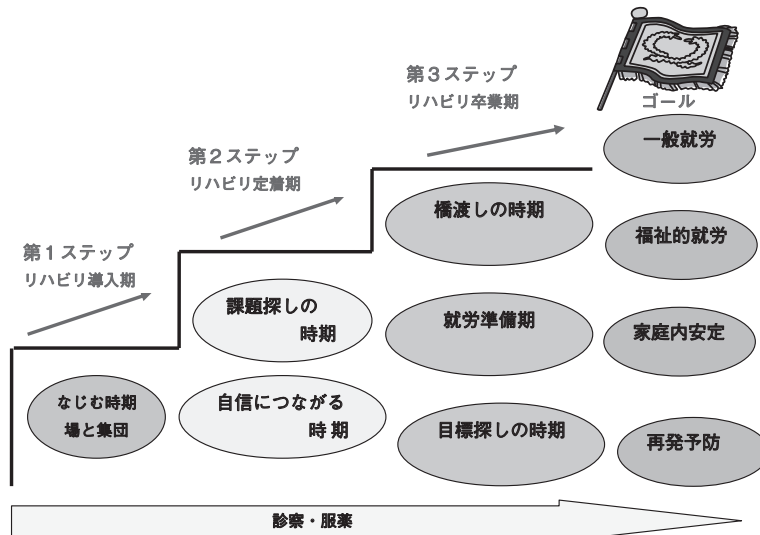 第3ステップ
リハビリ卒業期
ゴール
一般就労
第2ステップ
リハビリ定着期
橋渡しの時期
福祉的就労
第1ステップ
リハビリ導入期
課題探しの
時期
就労準備期
家庭内安定
なじむ時期
場と集団
自信につながる
時 期
目標探しの時期
再発予防
診察・服薬